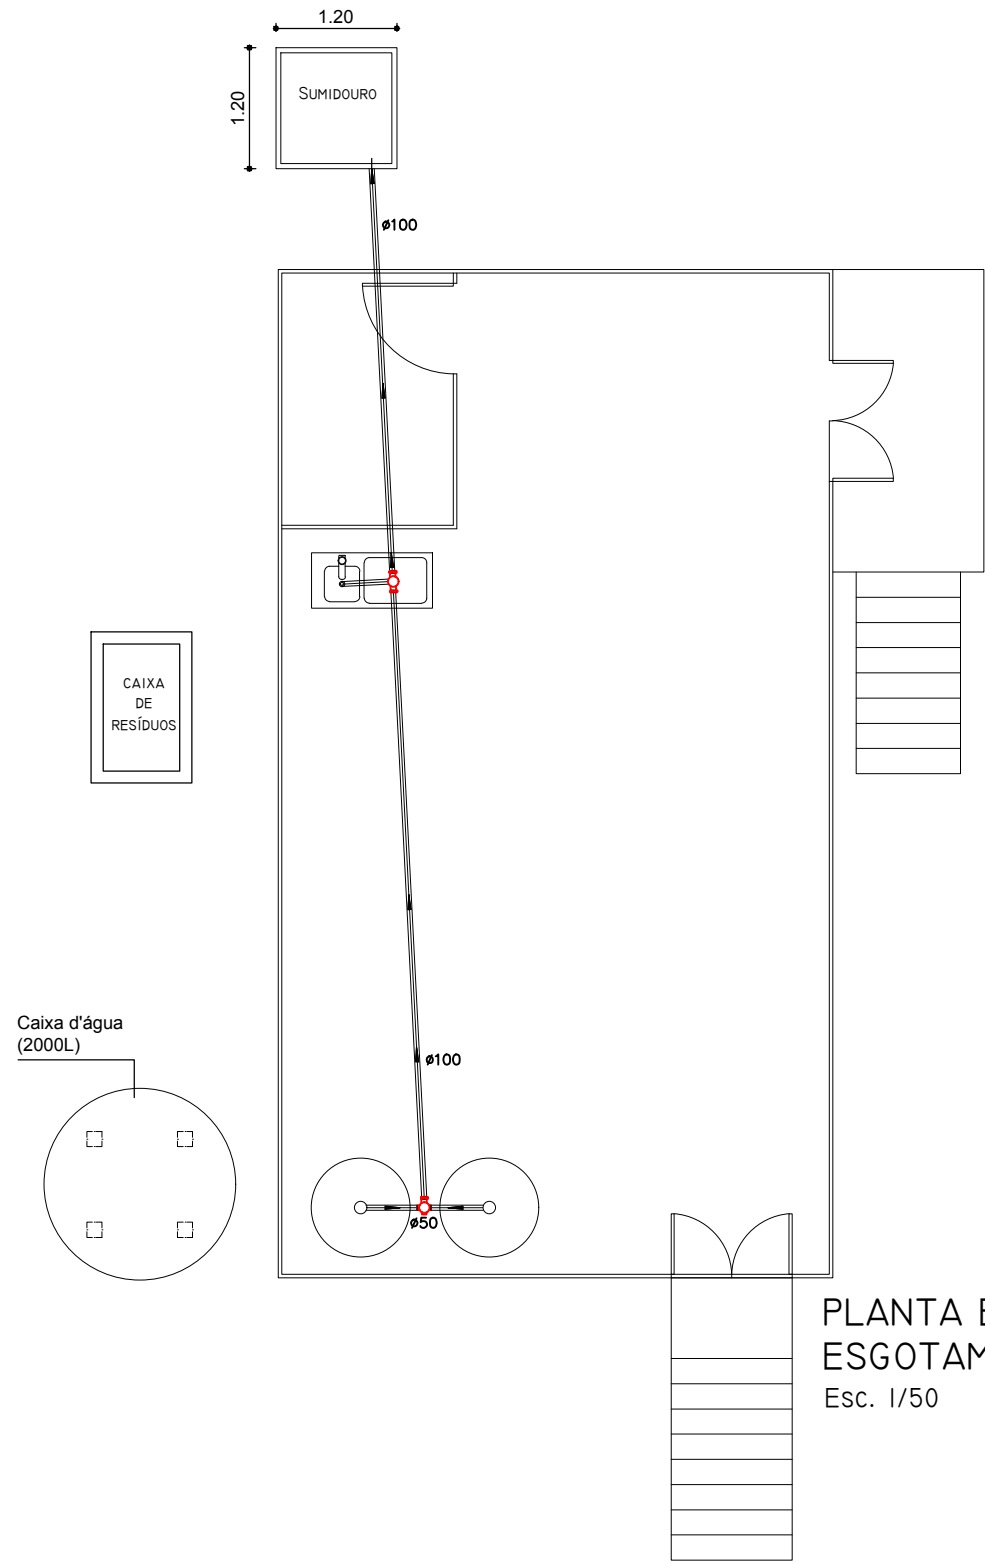 1.20
1.20
SUMIDOURO
ø100
CAIXA
DE
RESÍDUOS
Caixa d'água
(2000L)
ø100
ø50
PLANTA
ESGOTAM
Esc. 1/50